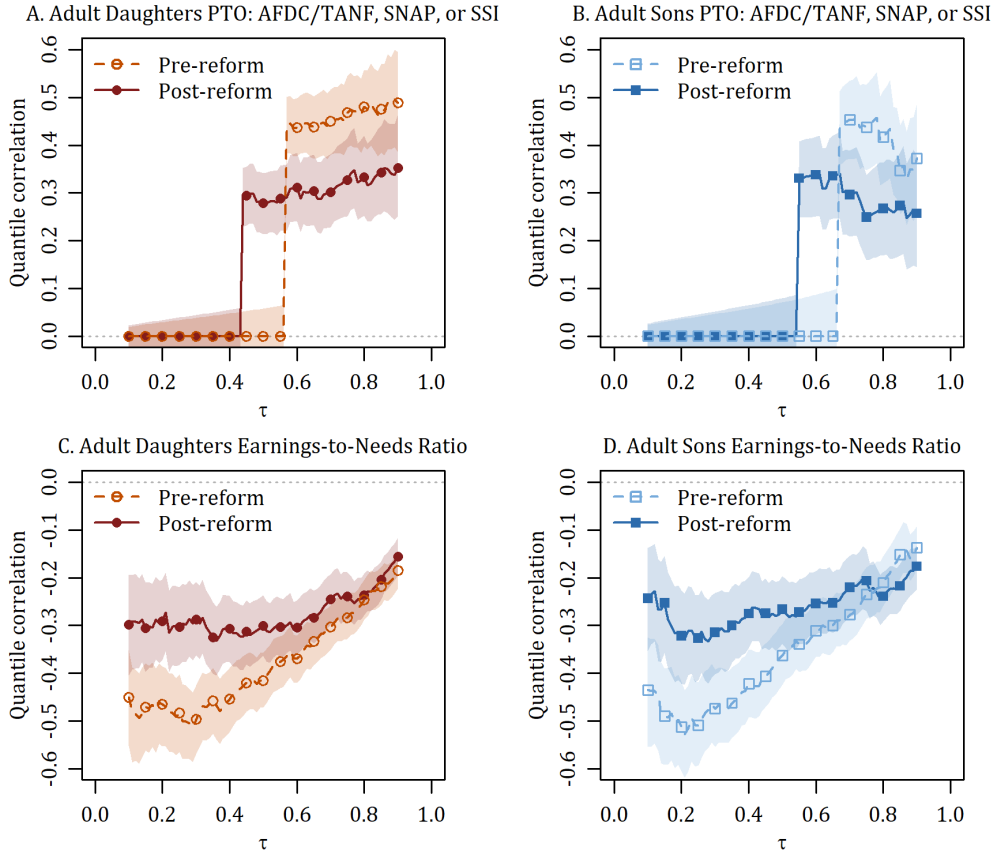 A. Adult Daughters PTO: AFDC/TANF, SNAP, or SSI
Quantile correlation
0.6
0.5
0.4
0.3
0.2
0.1
0.0
Pre-reform
Post-reform
0.0 0.2 0.4 0.6 0.8 1.0
τ
B. Adult Sons PTO: AFDC/TANF, SNAP, or SSI
Quantile correlation
0.6
0.5
0.4
0.3
0.2
0.1
0.0
Pre-reform
Post-reform
0.0 0.2 0.4 0.6 0.8 1.0
τ
C. Adult Daughters Earnings-to-Needs Ratio
Quantile correlation
0.0
-0.1
-0.2
-0.3
-0.4
-0.5
-0.6
Pre-reform
Post-reform
0.0 0.2 0.4 0.6 0.8 1.0
τ
D. Adult Sons Earnings-to-Needs Ratio
Quantile correlation
0.0
-0.1
-0.2
-0.3
-0.4
-0.5
-0.6
Pre-reform
Post-reform
0.0 0.2 0.4 0.6 0.8 1.0
τ